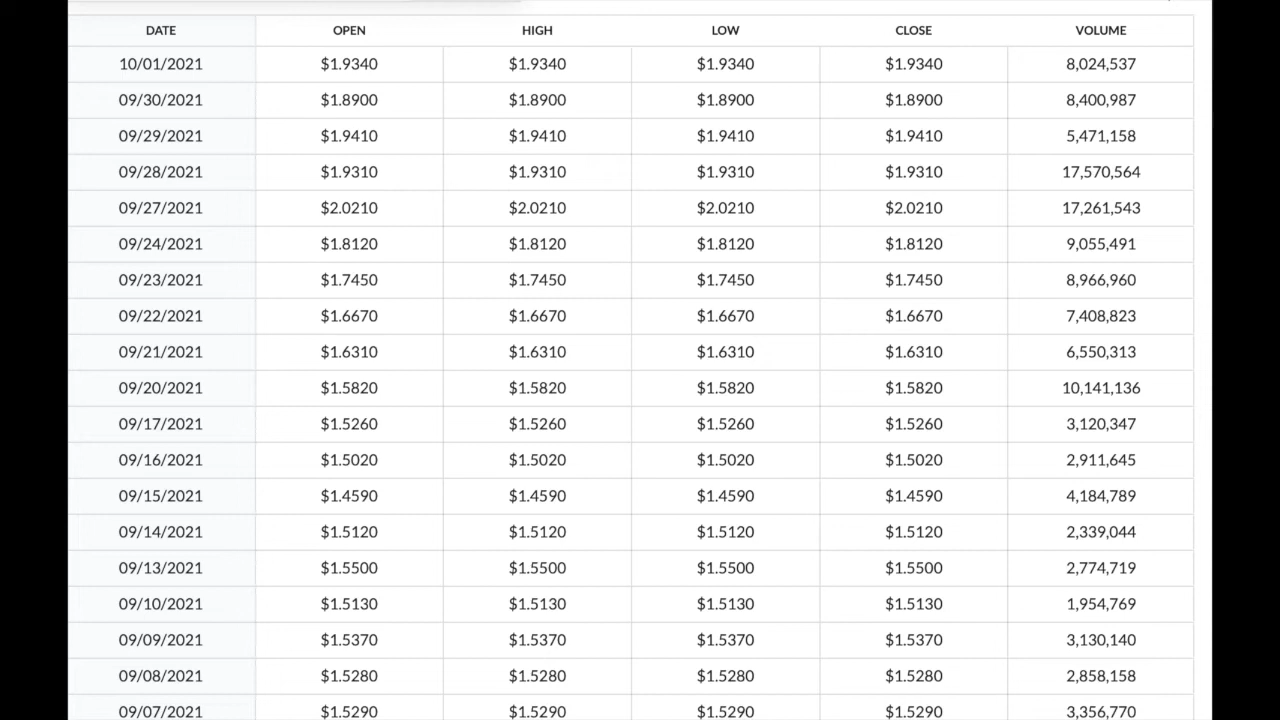 DATE OPEN HIGH LOW CLOSE VOLUME
10/01/2021 $1.9340 $1.9340 $1.9340 $1.9340 8,024,537
09/30/2021 $1.8900 $1.8900 $1.8900 $1.8900 8,400,987
09/29/2021 $1.9410 $1.9410 $1.9410 $1.9410 5,471,158
09/28/2021 $1.9310 $1.9310 $1.9310 $1.9310 17,570,564
09/27/2021 $2.0210 $2.0210 $2.0210 $2.0210 17,261,543
09/24/2021 $1.8120 $1.8120 $1.8120 $1.8120 9,055,491
09/23/2021 $1.7450 $1.7450 $1.7450 $1.7450 8,966,960
09/22/2021 $1.6670 $1.6670 $1.6670 $1.6670 7,408,823
09/21/2021 $1.6310 $1.6310 $1.6310 $1.6310 6,550,313
09/20/2021 $1.5820 $1.5820 $1.5820 $1.5820 10,141,136
09/17/2021 $1.5260 $1.5260 $1.5260 $1.5260 3,120,347
09/16/2021 $1.5020 $1.5020 $1.5020 $1.5020 2,911,645
09/15/2021 $1.4590 $1.4590 $1.4590 $1.4590 4,184,789
09/14/2021 $1.5120 $1.5120 $1.5120 $1.5120 2,339,044
09/13/2021 $1.5500 $1.5500 $1.5500 $1.5500 2,774,719
09/10/2021 $1.5130 $1.5130 $1.5130 $1.5130 1,954,769
09/09/2021 $1.5370 $1.5370 $1.5370 $1.5370 3,130,140
09/08/2021 $1.5280 $1.5280 $1.5280 $1.5280 2,858,158
09/07/2021 $1.5290 $1.5290 $1.5290 $1.5290 3,356,770